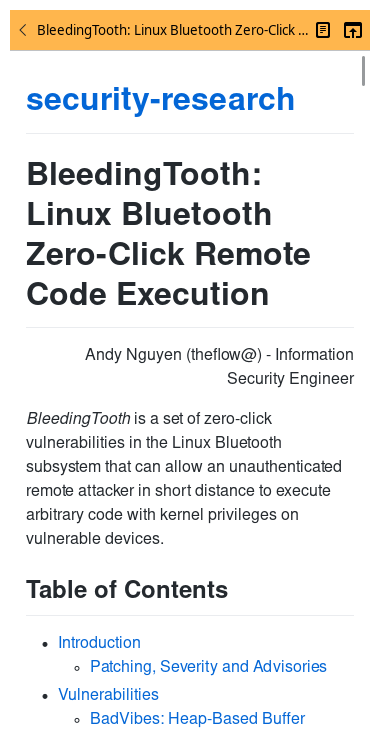 BleedingTooth: Linux Bluetooth Zero-Click ...
security-research
BleedingTooth:
Linux Bluetooth
Zero-Click Remote
Code Execution
Andy Nguyen (theflow@) - Information
Security Engineer
BleedingTooth is a set of zero-click
vulnerabilities in the Linux Bluetooth
subsystem that can allow an unauthenticated
remote attacker in short distance to execute
arbitrary code with kernel privileges on
vulnerable devices.
Table of Contents
• Introduction
◦ Patching, Severity and Advisories
• Vulnerabilities
◦ BadVibes: Heap-Based Buffer